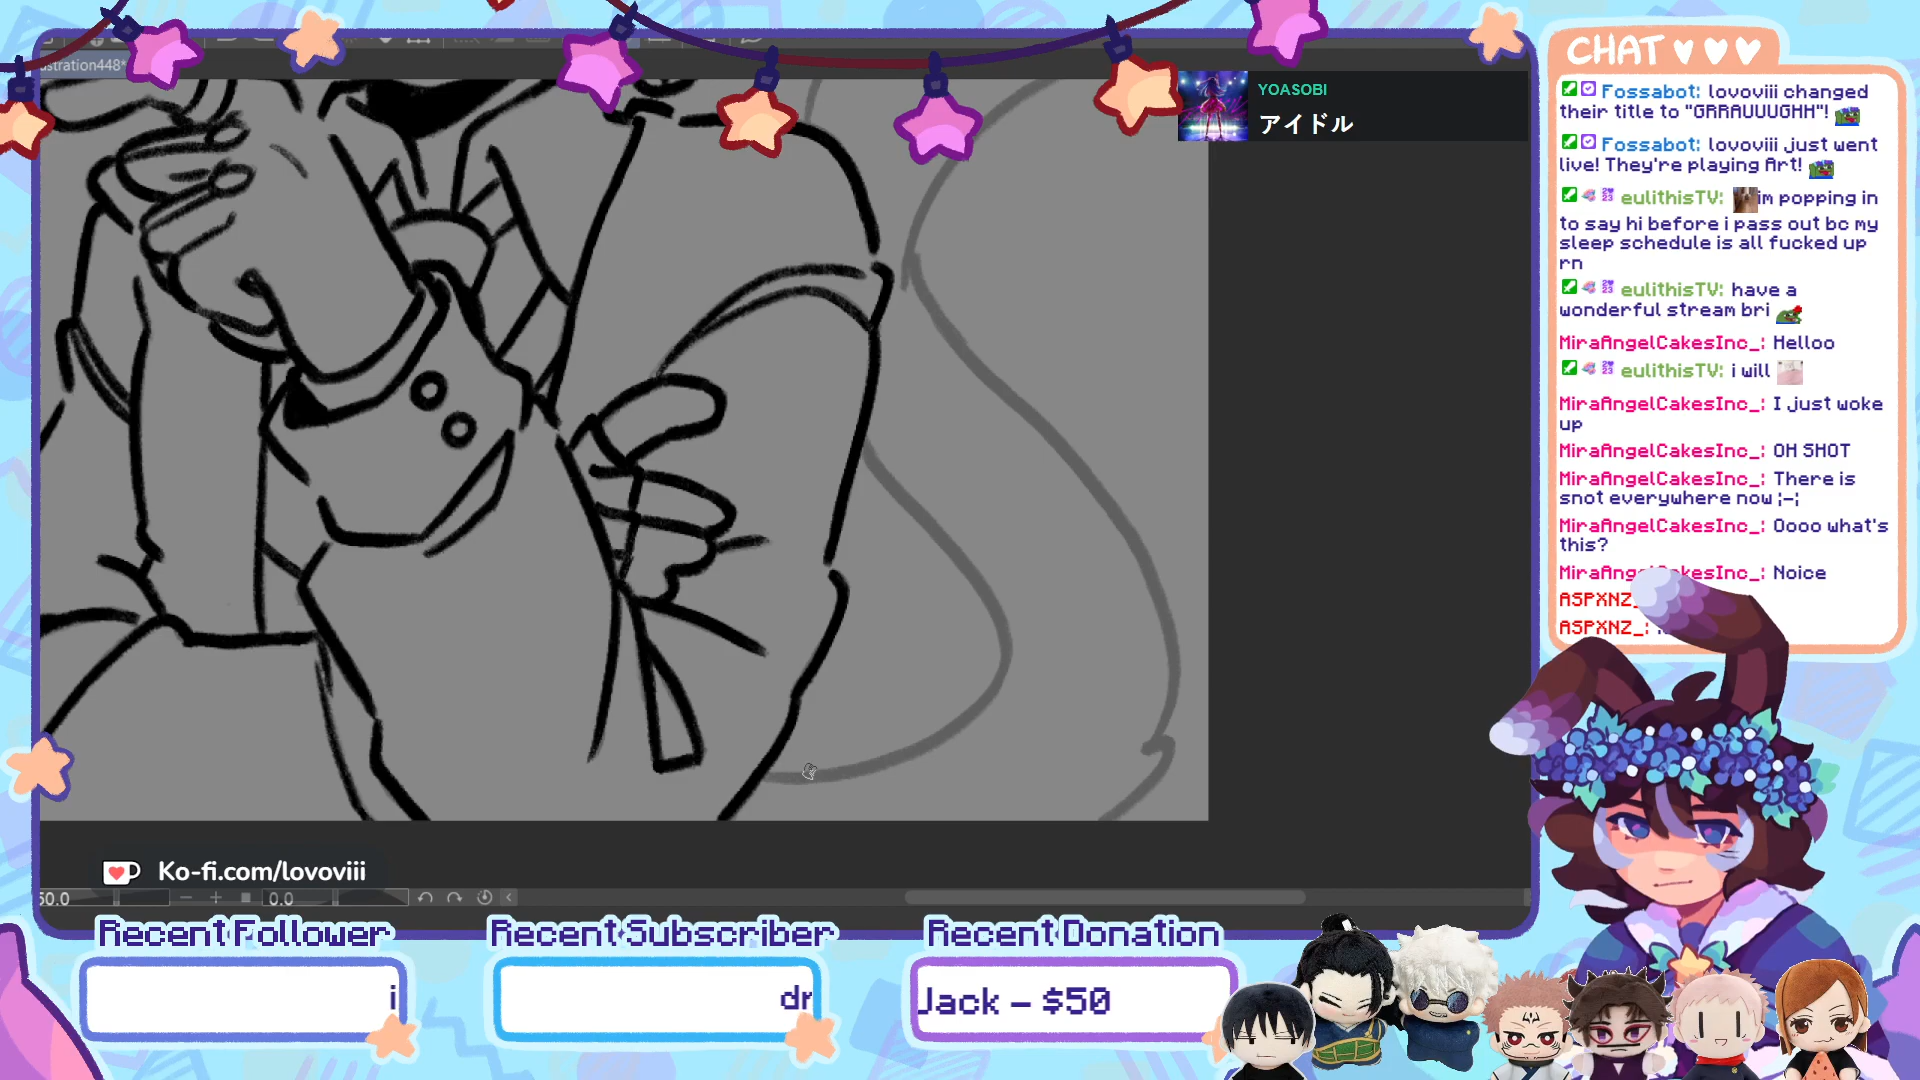 CHAT
ustration448*
YOASOBI
アイドル
Fossabot: lovoviii changed
their title to "GRRAUUUGHH"!
Fossabot: lovoviii just went
live! They're playing Art!
eulithisTV: im popping in
to say hi before i pass out bc my
sleep schedule is all fucked up
rn
eulithisTV: have a
wonderful stream bri
MiraAngelCakesInc_: Helloo
eulithisTV: i will
MiraAngelCakesInc_: I just woke
up
MiraAngelCakesInc_: OH SHOT
MiraAngelCakesInc_: There is
snot everywhere now ;-;
MiraAngelCakesInc_: Oooo what's
this?
MiraAngelCakesInc_: Noice
ASPXNZ_
ASPXNZ_:
Ko-fi.com/lovoviii
50.0
0.0
Recent Follower
Recent Subscriber
Recent Donation
i
dr
Jack - $50